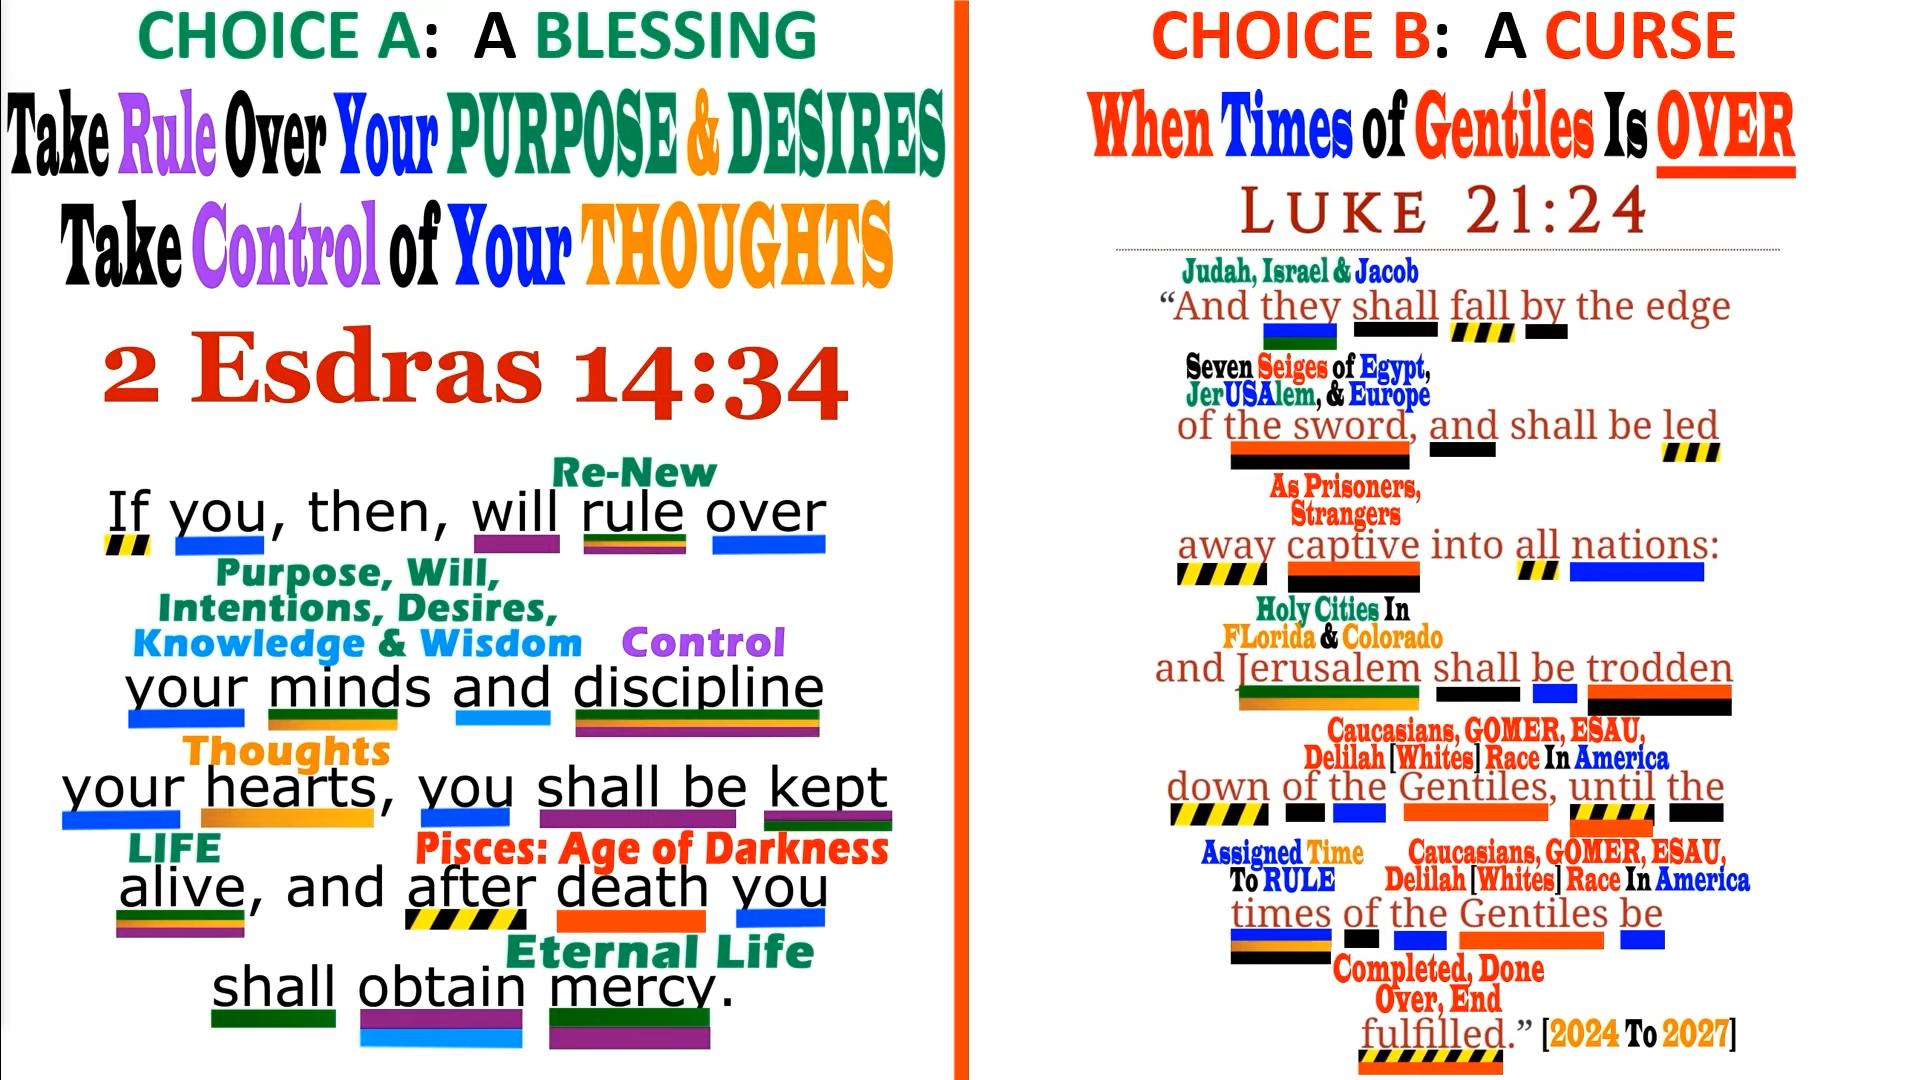 CHOICE A: A BLESSING
Take Rule Over Your PURPOSE & DESIRES
Take Control of Your THOUGHTS
2 Esdras 14:34
Re-New
If you, then, will rule over
Purpose, Will,
Intentions, Desires,
Knowledge & Wisdom Control
your minds and discipline
Thoughts
your hearts, you shall be kept
LIFE Pisces: Age of Darkness
alive, and after death you
Eternal Life
shall obtain mercy.
CHOICE B: A CURSE
When Times of Gentiles Is OVER
LUKE 21:24
Judah, Israel & Jacob
“And they shall fall by the edge
Seven Seiges of Egypt,
JerUSAlem, & Europe
of the sword, and shall be led
As Prisoners,
Strangers
away captive into all nations:
Holy Cities In
FLorida & Colorado
and Jerusalem shall be trodden
Caucasians, GOMER, ESAU,
Delilah [Whites] Race In America
down of the Gentiles, until the
Assigned Time Caucasians, GOMER, ESAU,
To RULE Delilah [Whites] Race In America
times of the Gentiles be
Completed, Done
Over, End
fulfilled.” [2024 To 2027]